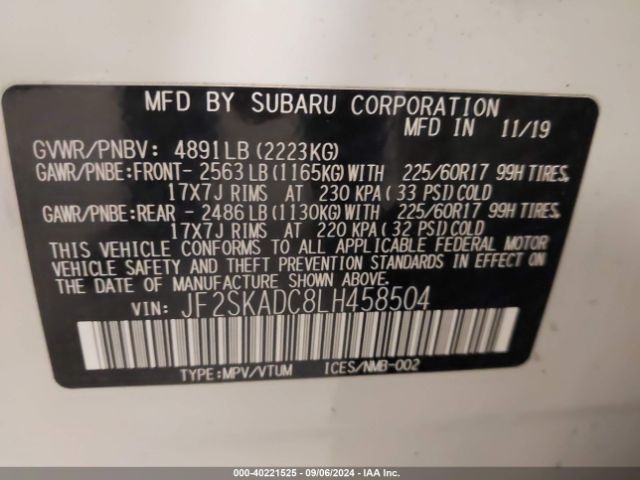 MFD BY SUBARU CORPORATION
MFD IN 11/19
GVWR/PNBV: 4891LB (2223KG)
GAWR/PNBE:FRONT- 2563 LB (1165KG) WITH 225/60R17 99H TIRES,
17X7J RIMS AT 230 KPA (33 PSI) COLD
GAWR/PNBE:REAR - 2486 LB (1130KG) WITH 225/60R17 99H TIRES,
17X7J RIMS AT 220 KPA (32 PSI) COLD
THIS VEHICLE CONFORMS TO ALL APPLICABLE FEDERAL MOTOR
VEHICLE SAFETY AND THEFT PREVENTION STANDARDS IN EFFECT ON
THE DATE OF MANUFACTURE SHOWN ABOVE.
VIN: JF2SKADC8LH458504
TYPE:MPV/VTUM ICES/NMB-002
000-40221525 - 09/06/2024 - IAA